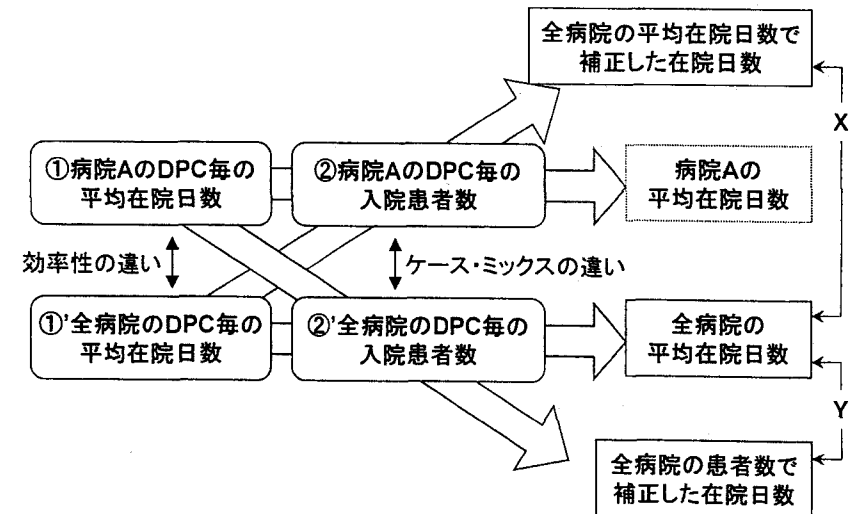 全病院の平均在院日数で
補正した在院日数
X
①病院AのDPC毎の
平均在院日数
②病院AのDPC毎の
入院患者数
病院Aの
平均在院日数
効率性の違い
ケース・ミックスの違い
①'全病院のDPC毎の
平均在院日数
②'全病院のDPC毎の
入院患者数
全病院の
平均在院日数
Y
全病院の患者数で
補正した在院日数